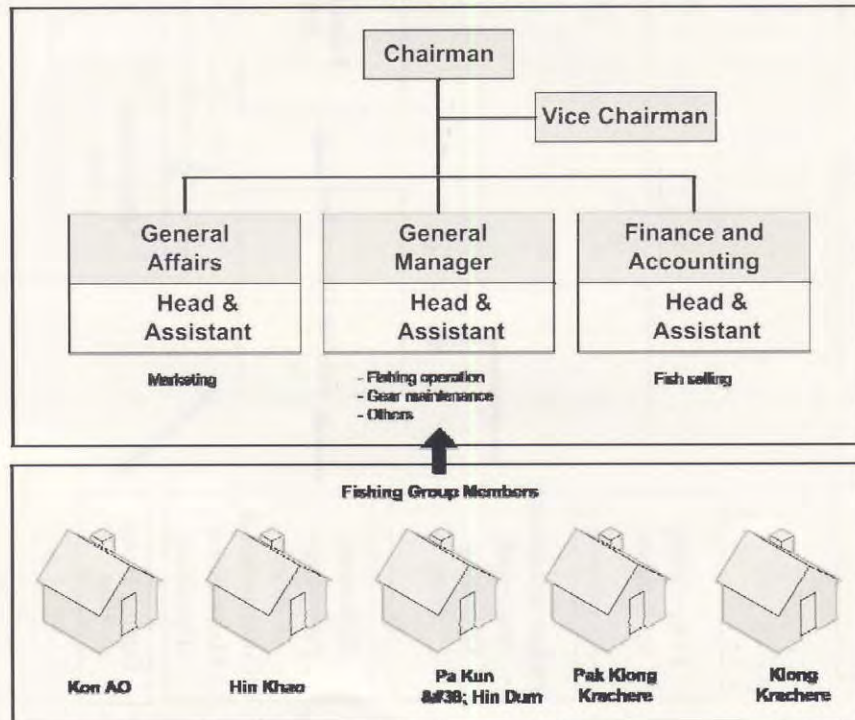 Chairman
Vice Chairman
General
Affairs
Head &
Assistant
Marketing
General
Manager
Head &
Assistant
- Fishing operation
- Gear maintenance
- Others
Finance and
Accounting
Head &
Assistant
Fish selling
Fishing Group Members
Kon AO
Hin Khao
Pa Kun
&#38; Hin Dum
Pak Klong
Krachere
Klong
Krachere